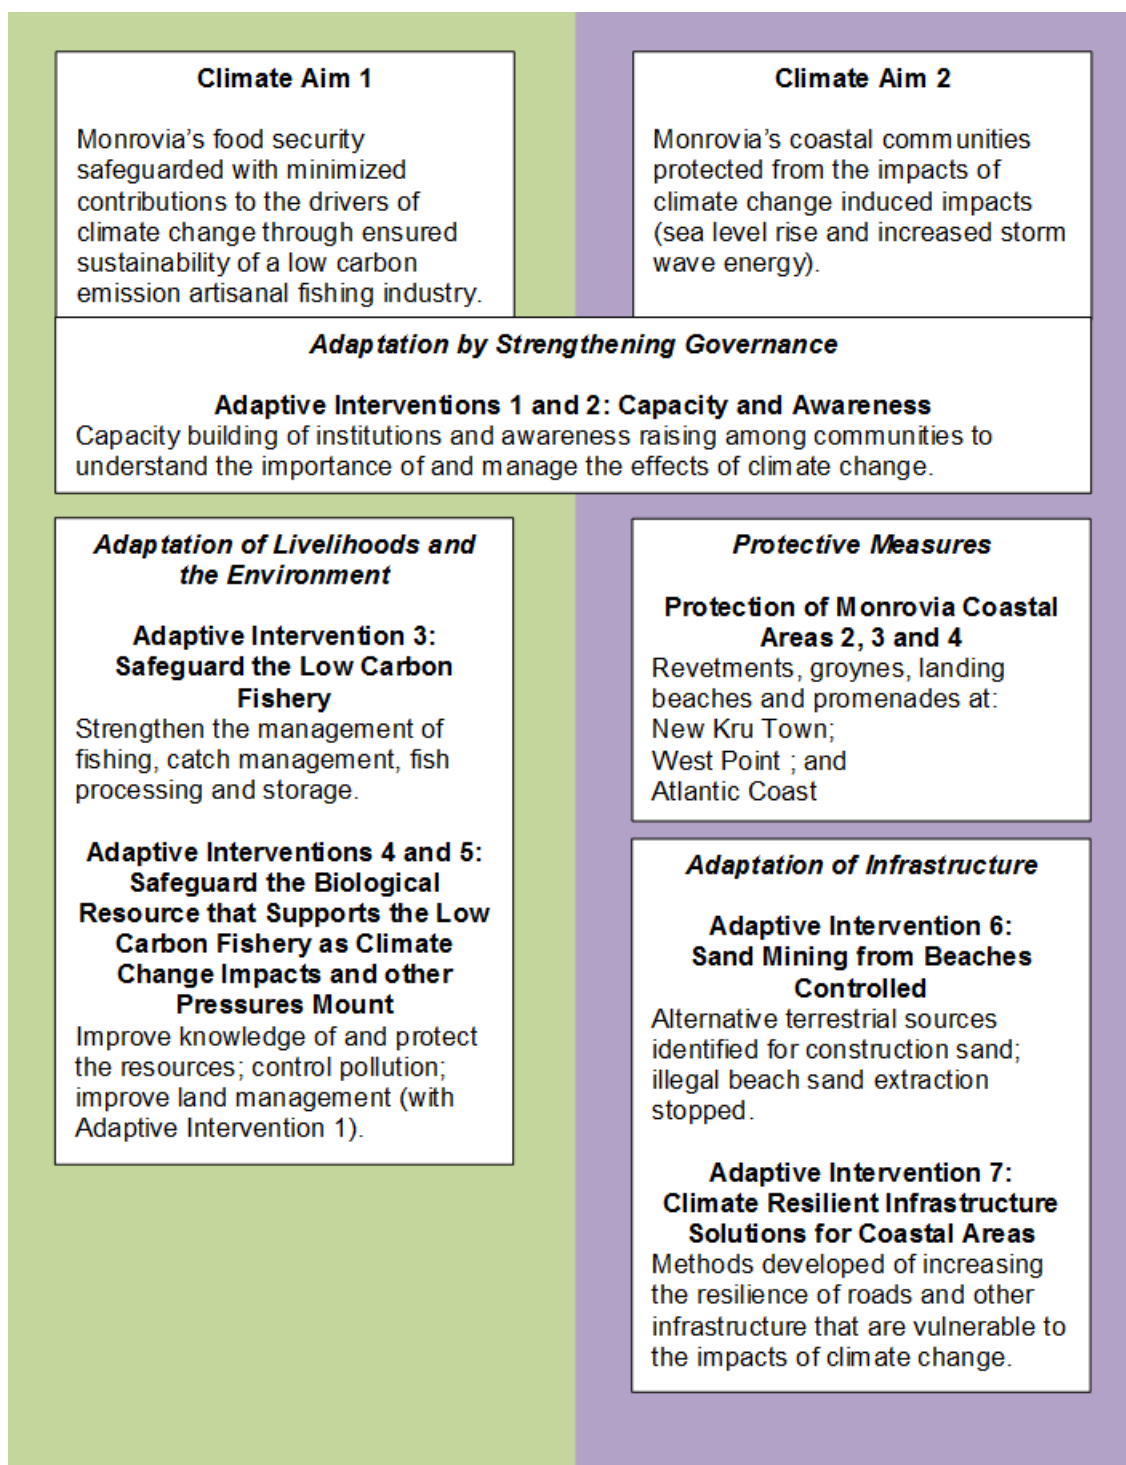 Climate Aim 1
Monrovia's food security
safeguarded with minimized
contributions to the drivers of
climate change through ensured
sustainability of a low carbon
emission artisanal fishing industry.
Climate Aim 2
Monrovia's coastal communities
protected from the impacts of
climate change induced impacts
(sea level rise and increased storm
wave energy).
Adaptation by Strengthening Governance
Adaptive Interventions 1 and 2: Capacity and Awareness
Capacity building of institutions and awareness raising among communities to
understand the importance of and manage the effects of climate change.
Adaptation of Livelihoods and
the Environment
Adaptive Intervention 3:
Safeguard the Low Carbon
Fishery
Strengthen the management of
fishing, catch management, fish
processing and storage.
Adaptive Interventions 4 and 5:
Safeguard the Biological
Resource that Supports the Low
Carbon Fishery as Climate
Change Impacts and other
Pressures Mount
Improve knowledge of and protect
the resources; control pollution;
improve land management (with
Adaptive Intervention 1).
Protective Measures
Protection of Monrovia Coastal
Areas 2, 3 and 4
Revetments, groynes, landing
beaches and promenades at:
New Kru Town;
West Point ; and
Atlantic Coast
Adaptation of Infrastructure
Adaptive Intervention 6:
Sand Mining from Beaches
Controlled
Alternative terrestrial sources
identified for construction sand;
illegal beach sand extraction
stopped.
Adaptive Intervention 7:
Climate Resilient Infrastructure
Solutions for Coastal Areas
Methods developed of increasing
the resilience of roads and other
infrastructure that are vulnerable to
the impacts of climate change.